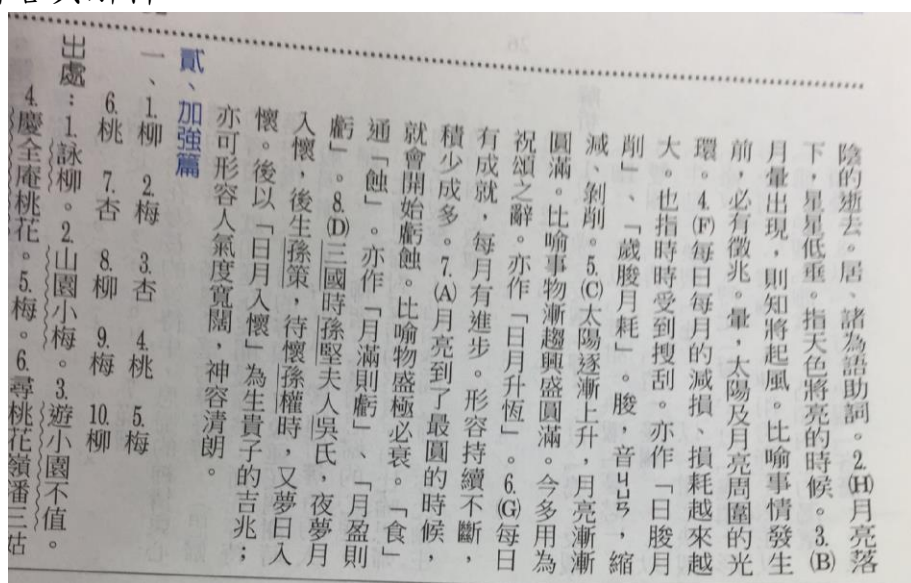 陰的逝去。居、諸為語助詞。2.(H)月亮落
下，星星低垂。指天色將亮的時候。3.(B)
月暈出現，則知將起風。比喻事情發生
前，必有徵兆。暈，太陽及月亮周圍的光
環。4.(F)每日每月的減損、損耗越來越
大。也指時時受到搜刮。亦作「日朘月
削」、「歲朘月耗」。朘，音ㄐㄩㄢ，縮
減、剝削。5.(C)太陽逐漸上升，月亮漸漸
圓滿。比喻事物漸趨興盛圓滿。今多用為
祝頌之辭。亦作「日月升恆」。6.(G)每日
有成就，每月有進步。形容持續不斷，
積少成多。7.(A)月亮到了最圓的時候，
就會開始虧蝕。比喻物盛極必衰。「食」
通「蝕」。亦作「月滿則虧」、「月盈則
虧」。8.(D)三國時孫堅夫人吳氏，夜夢月
入懷，後生孫策，待懷孫權時，又夢日入
懷。後以「日月入懷」為生貴子的吉兆；
亦可形容人氣度寬闊，神容清朗。
貳、加強篇
一、1.柳 2.梅 3.杏 4.桃 5.梅
6.桃 7.杏 8.柳 9.梅 10.柳
出處：1.詠柳。2.山園小梅。3.遊小園不值。
4.慶全庵桃花。5.梅。6.尋桃花嶺潘三姑